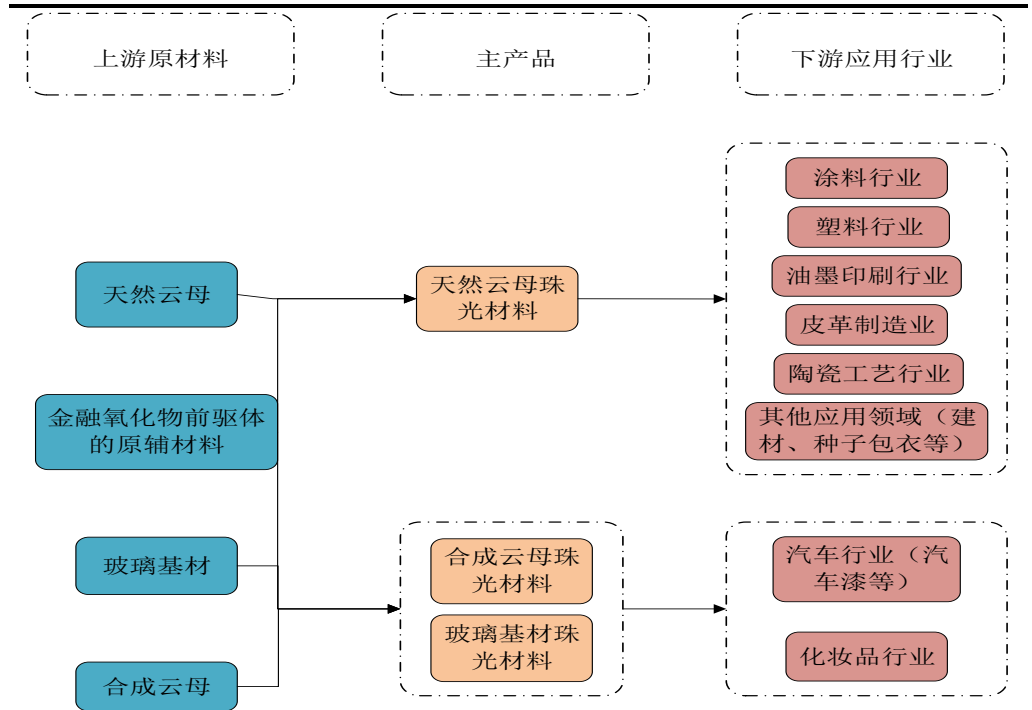 上游原材料
主产品
下游应用行业
涂料行业
塑料行业
天然云母
天然云母珠
光材料
油墨印刷行业
皮革制造业
陶瓷工艺行业
金融氧化物前驱体
的原辅材料
其他应用领域（建
材、种子包衣等）
玻璃基材
合成云母珠
光材料
汽车行业（汽
车漆等）
玻璃基材珠
光材料
合成云母
化妆品行业